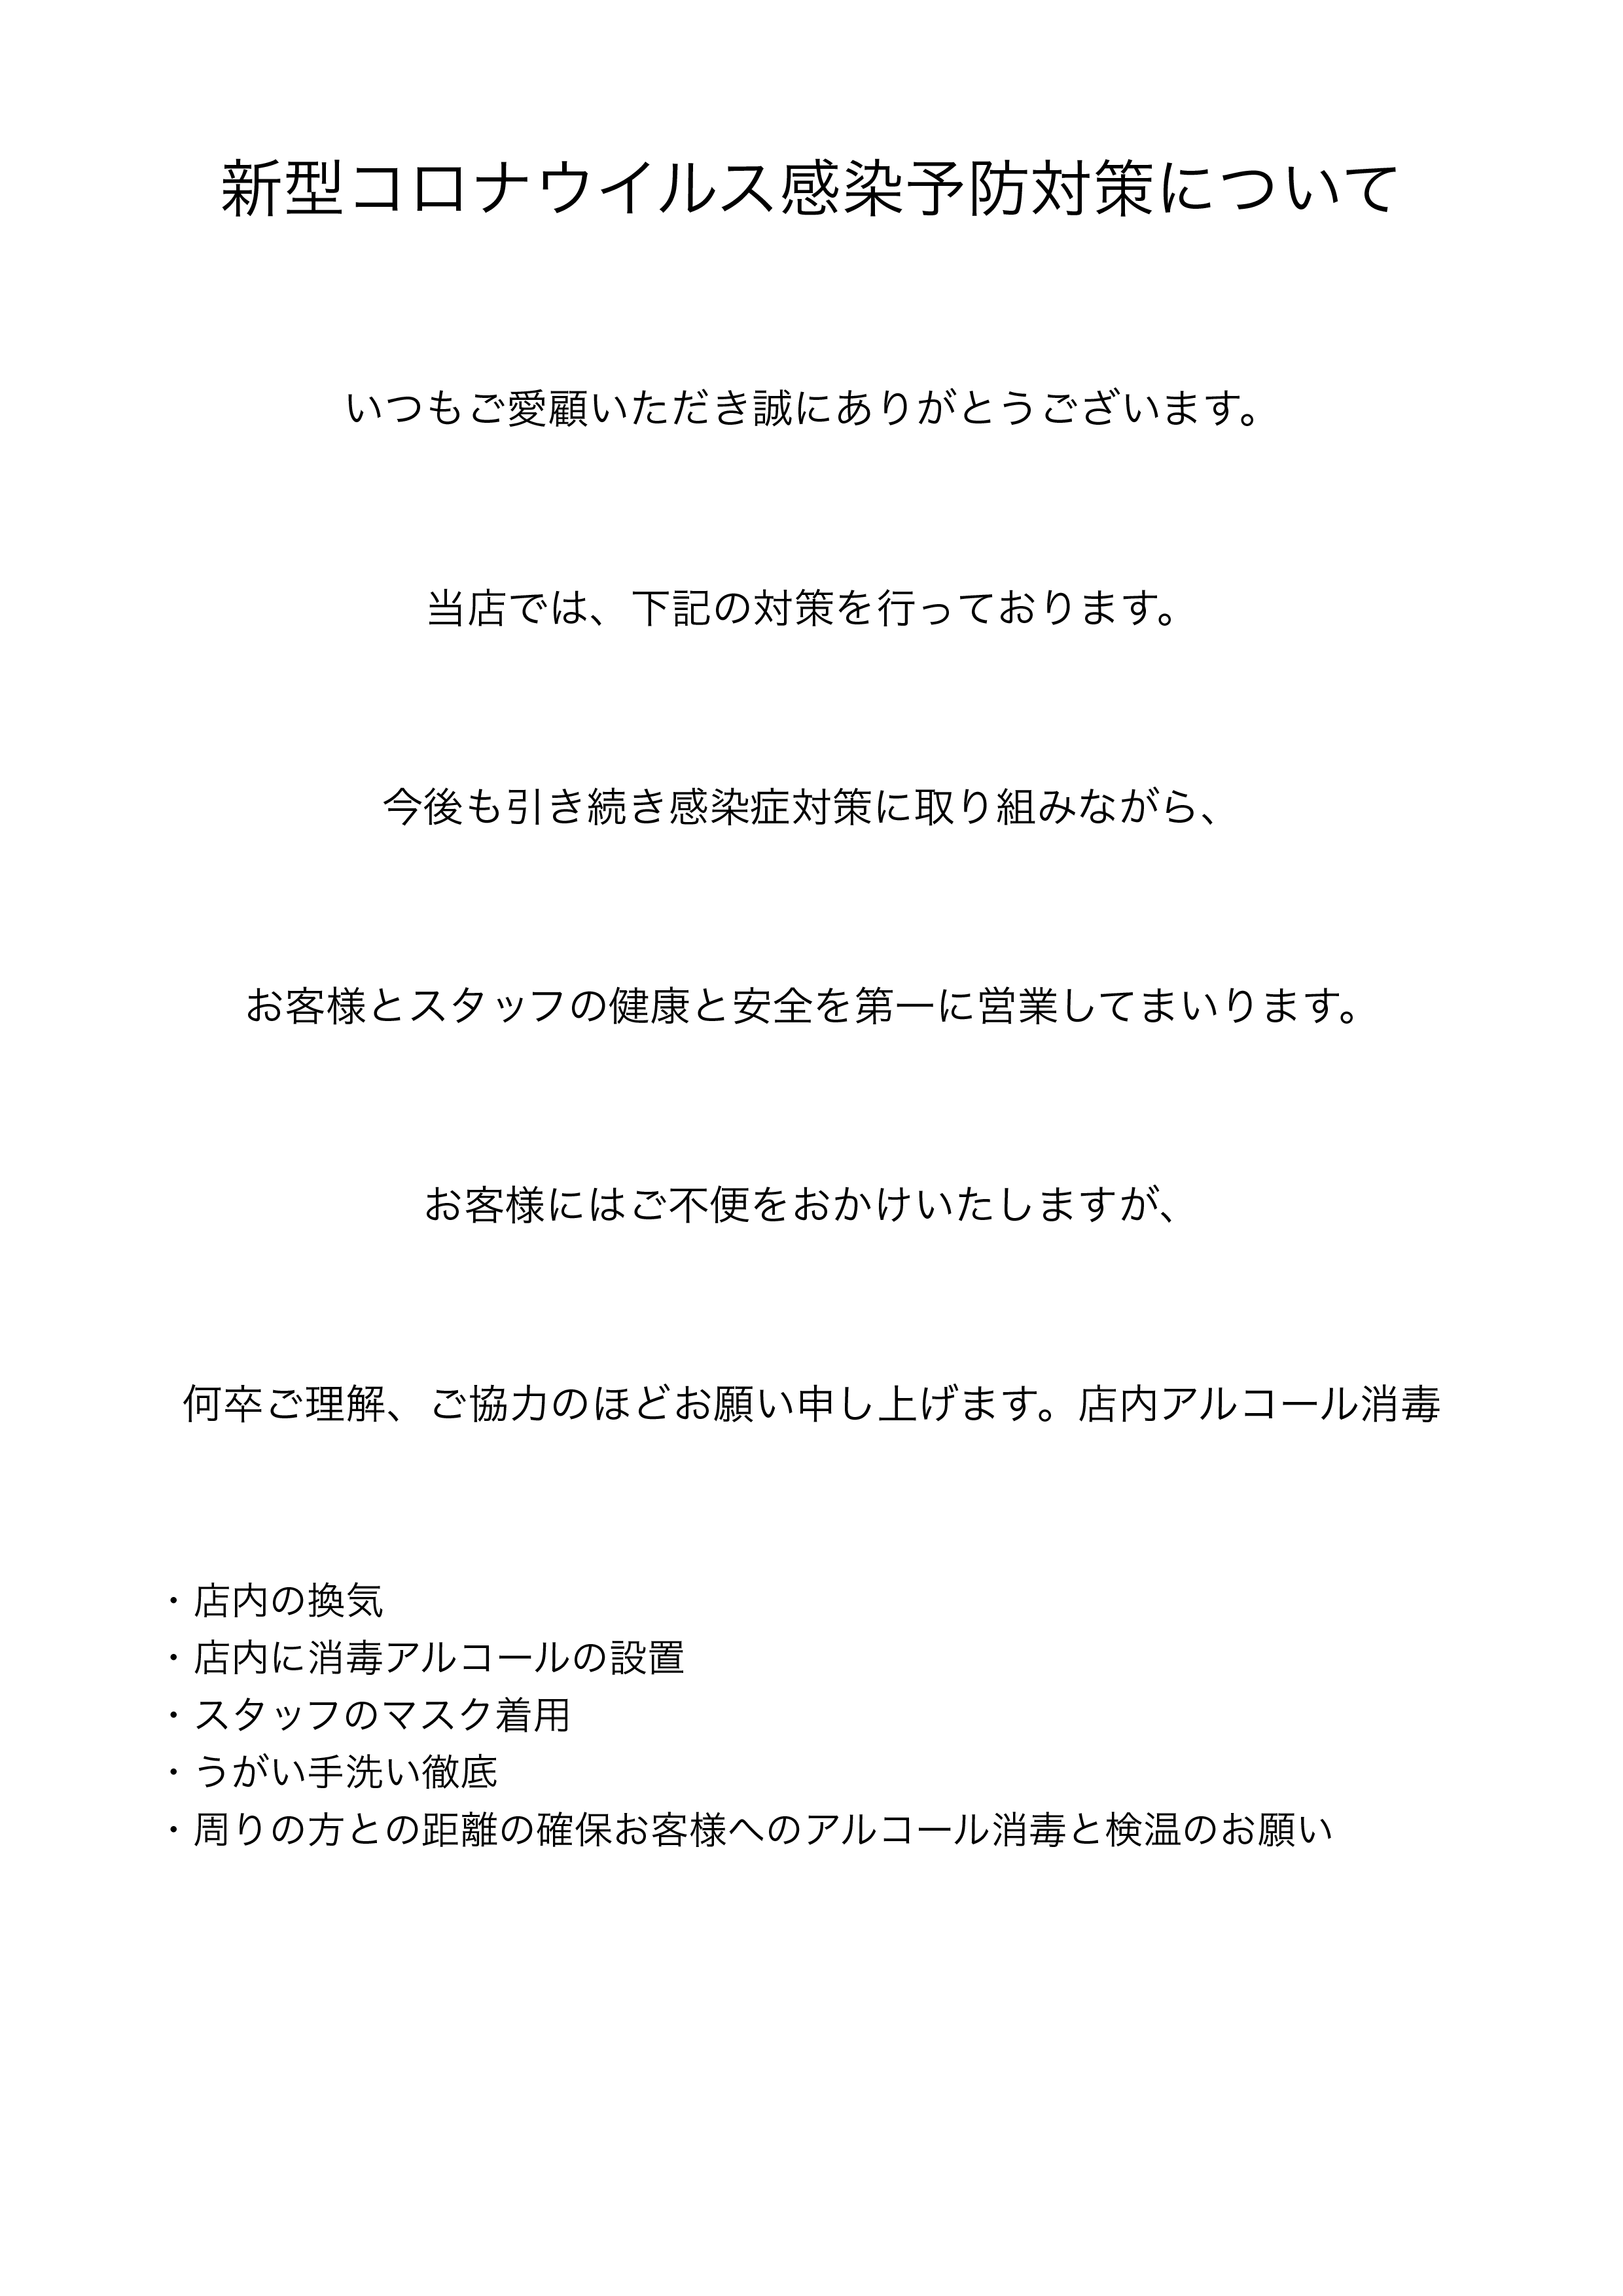 新型コロナウイルス感染予防対策について
いつもご愛顧いただき誠にありがとうございます。
当店では、下記の対策を行っております。
今後も引き続き感染症対策に取り組みながら、
お客様とスタッフの健康と安全を第一に営業してまいります。
お客様にはご不便をおかけいたしますが、
何卒ご理解、ご協力のほどお願い申し上げます。店内アルコール消毒
・店内の換気
・店内に消毒アルコールの設置
・スタッフのマスク着用
・うがい手洗い徹底
・周りの方との距離の確保お客様へのアルコール消毒と検温のお願い